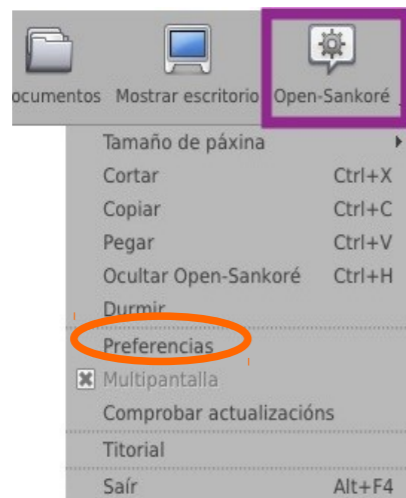 ocumentos Mostrar escritorio Open-Sankoré
Tamaño de páxina
Cortar Ctrl+X
Copiar Ctrl+C
Pegar Ctrl+V
Ocultar Open-Sankoré Ctrl+H
Durmir
Preferencias
Multipantalla
Comprobar actualizacións
Titorial
Saír Alt+F4